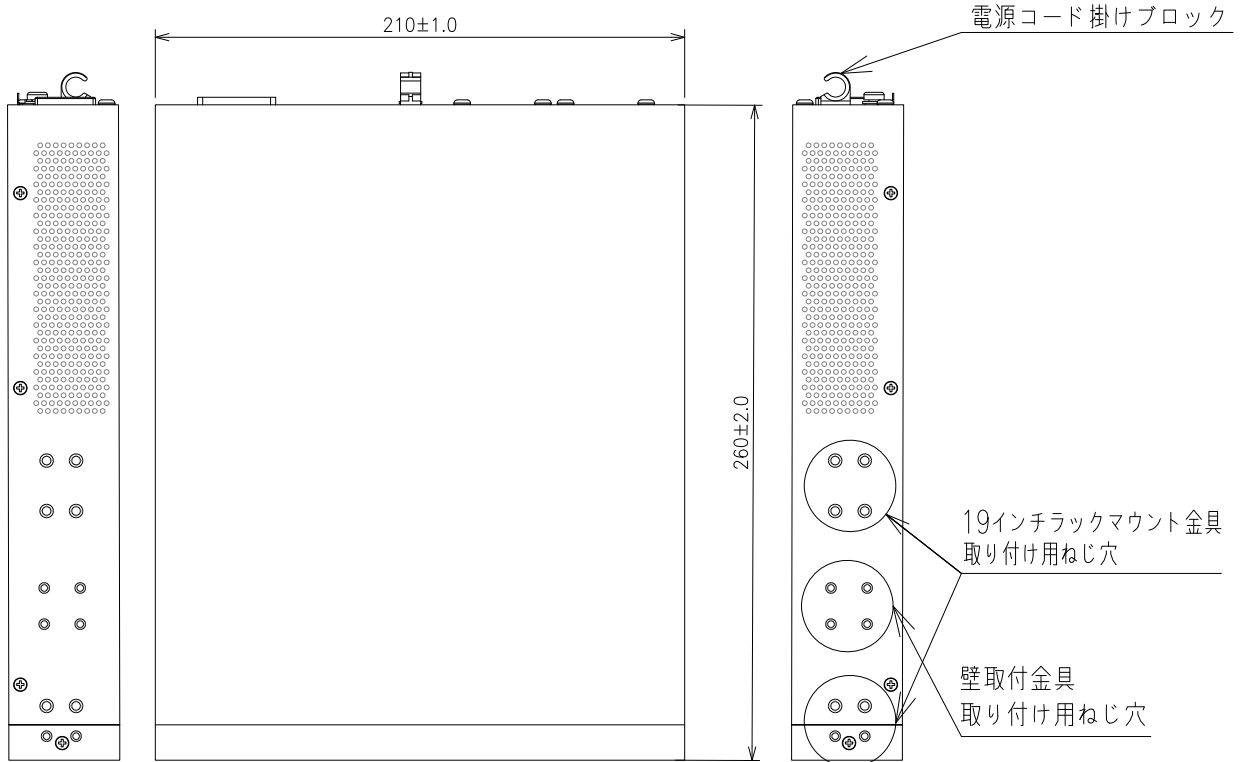 電源コード掛けブロック
210±1.0
260±2.0
19インチラックマウント金具
取り付け用ねじ穴
壁取付金具
取り付け用ねじ穴